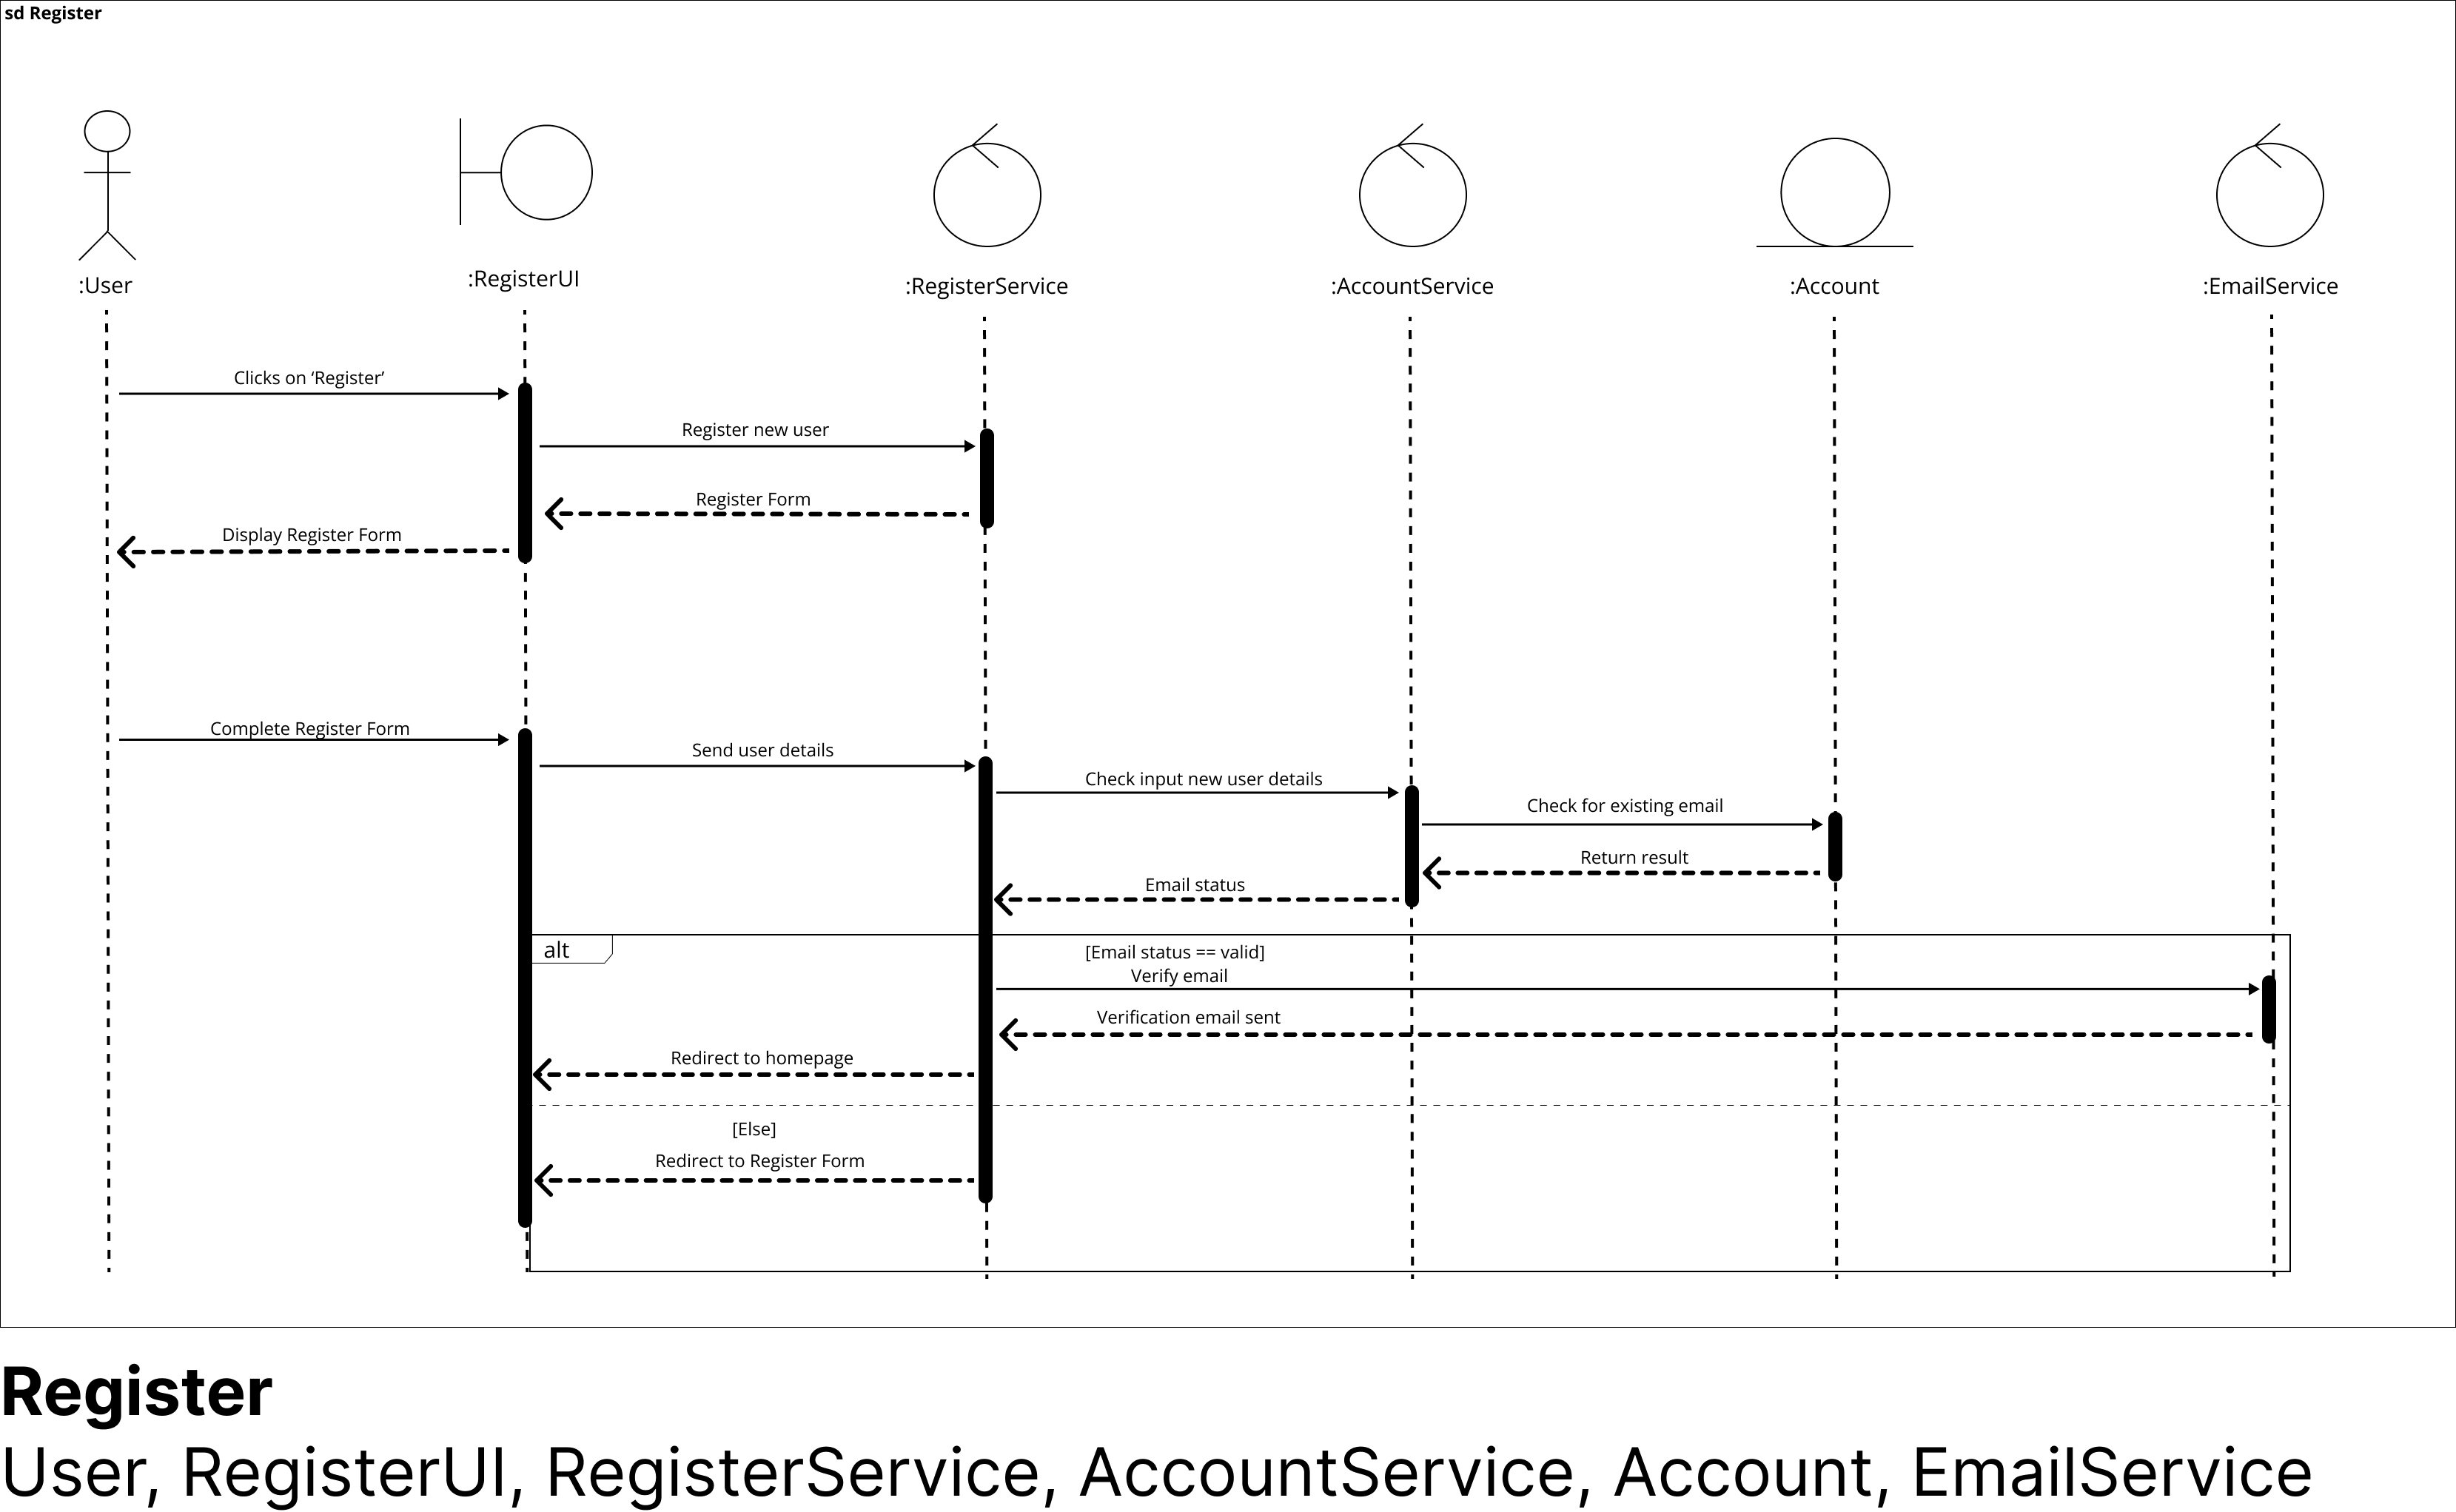 sd Register
:User
:RegisterUI
:RegisterService
:AccountService
:Account
:EmailService
Clicks on ‘Register’
Register new user
Register Form
Display Register Form
Complete Register Form
Send user details
Check input new user details
Check for existing email
Return result
Email status
alt
[Email status == valid]
Verify email
Verification email sent
Redirect to homepage
[Else]
Redirect to Register Form
Register
User, RegisterUI, RegisterService, AccountService, Account, EmailService